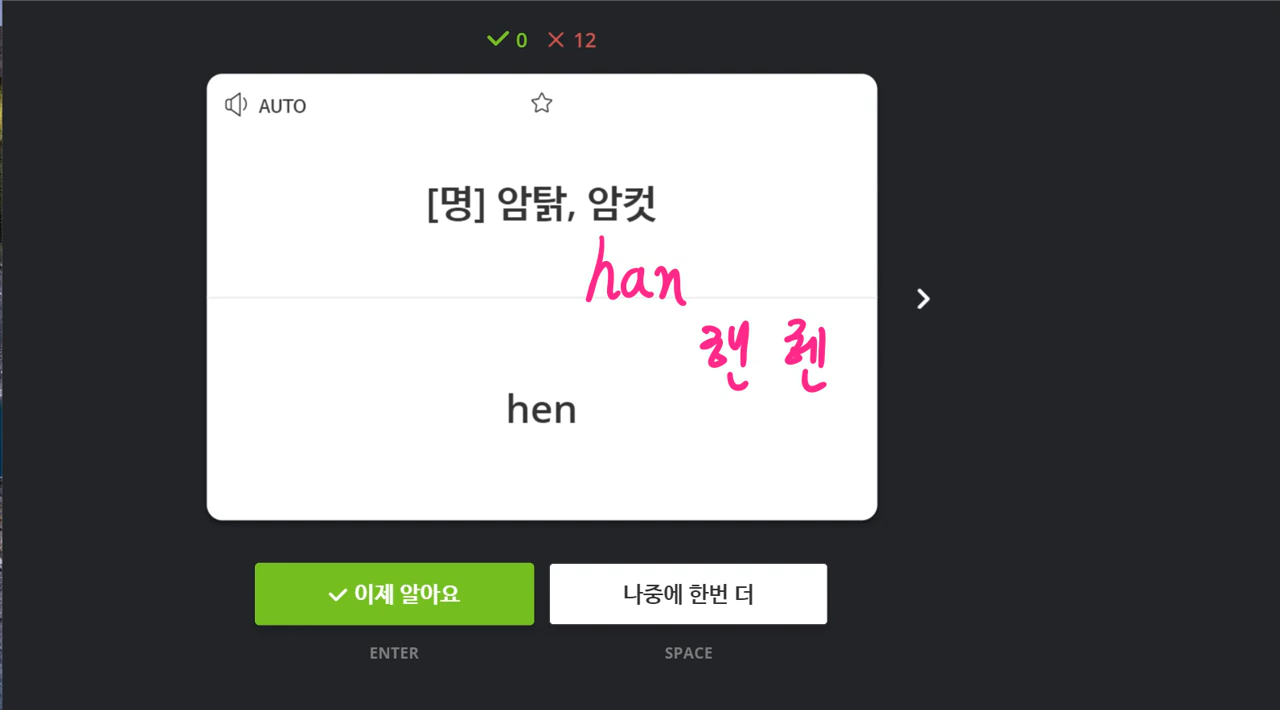 0 12
AUTO
[명] 암탉, 암컷
han
핸 헨
hen
이제 알아요 나중에 한번 더
ENTER SPACE